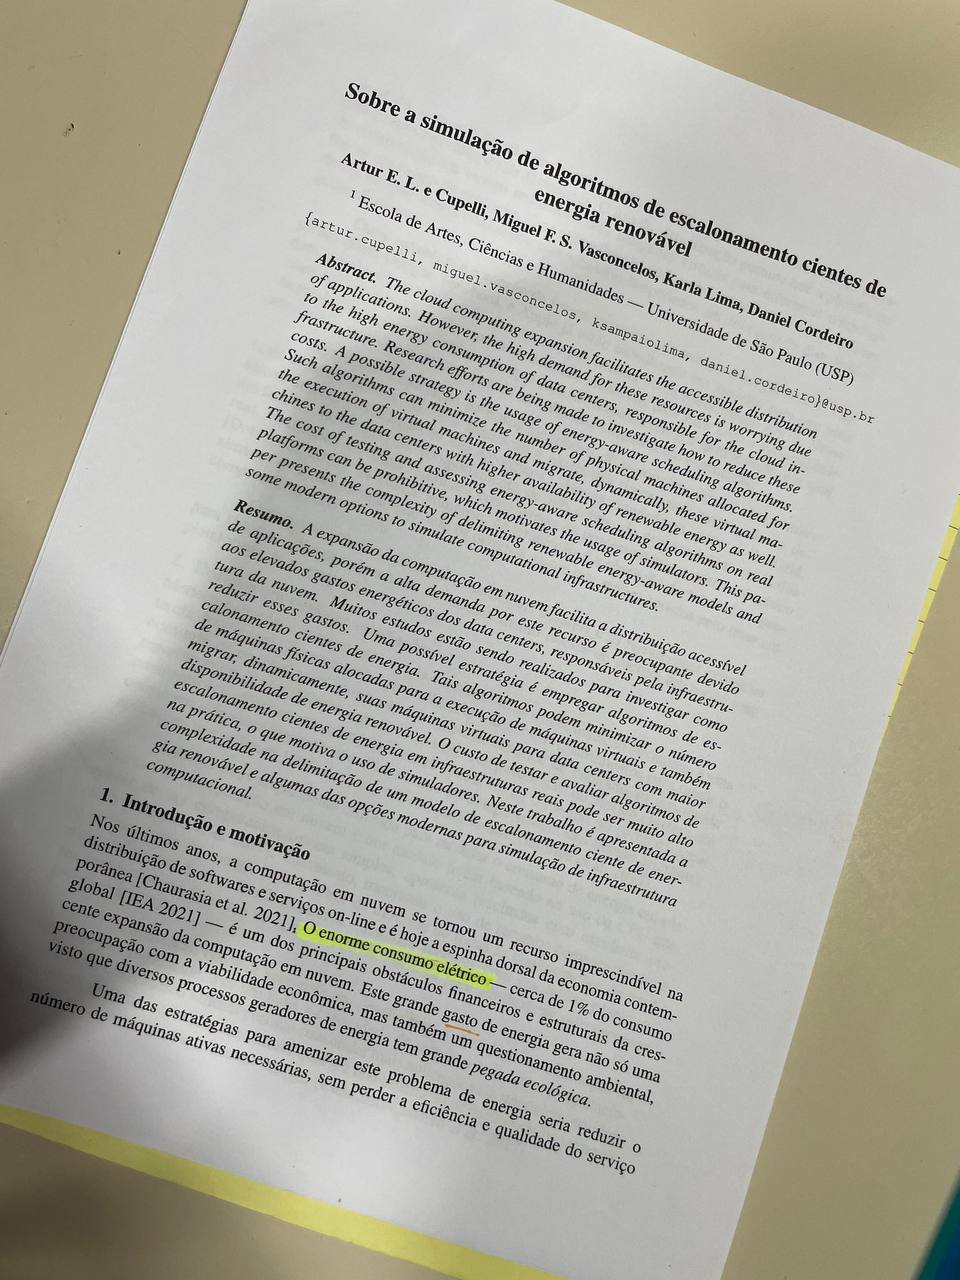 Sobre a simulação de algoritmos de escalonamento cientes de
energia renovável
Artur E. L. e Cupelli, Miguel F. S. Vasconcelos, Karla Lima, Daniel Cordeiro
1 Escola de Artes, Ciências e Humanidades — Universidade de São Paulo (USP)
{artur.cupelli, miguel.vasconcelos, ksampaiolima, daniel.cordeiro}@usp.br
Abstract. The cloud computing expansion facilitates the accessible distribution
of applications. However, the high demand for these resources is worrying due
to the high energy consumption of data centers, responsible for the cloud in-
frastructure. Research efforts are being made to investigate how to reduce these
costs. A possible strategy is the usage of energy-aware scheduling algorithms.
Such algorithms can minimize the number of physical machines allocated for
the execution of virtual machines and migrate, dynamically, these virtual ma-
chines to the data centers with higher availability of renewable energy as well.
The cost of testing and assessing energy-aware scheduling algorithms on real
platforms can be prohibitive, which motivates the usage of simulators. This pa-
per presents the complexity of delimiting renewable energy-aware models and
some modern options to simulate computational infrastructures.
Resumo. A expansão da computação em nuvem facilita a distribuição acessível
de aplicações, porém a alta demanda por este recurso é preocupante devido
aos elevados gastos energéticos dos data centers, responsáveis pela infraestru-
tura da nuvem. Muitos estudos estão sendo realizados para investigar como
reduzir esses gastos. Uma possível estratégia é empregar algoritmos de es-
calonamento cientes de energia. Tais algoritmos podem minimizar o número
de máquinas físicas alocadas para a execução de máquinas virtuais e também
migrar, dinamicamente, suas máquinas virtuais para data centers com maior
disponibilidade de energia renovável. O custo de testar e avaliar algoritmos de
escalonamento cientes de energia em infraestruturas reais pode ser muito alto
na prática, o que motiva o uso de simuladores. Neste trabalho é apresentada a
complexidade na delimitação de um modelo de escalonamento ciente de ener-
gia renovável e algumas das opções modernas para simulação de infraestrutura
computacional.
1. Introdução e motivação
Nos últimos anos, a computação em nuvem se tornou um recurso imprescindível na
distribuição de softwares e serviços on-line e é hoje a espinha dorsal da economia contem-
porânea [Chaurasia et al. 2021]. O enorme consumo elétrico — cerca de 1% do consumo
global [IEA 2021] — é um dos principais obstáculos financeiros e estruturais da cres-
cente expansão da computação em nuvem. Este grande gasto de energia gera não só uma
preocupação com a viabilidade econômica, mas também um questionamento ambiental,
visto que diversos processos geradores de energia tem grande pegada ecológica.
Uma das estratégias para amenizar este problema de energia seria reduzir o
número de máquinas ativas necessárias, sem perder a eficiência e qualidade do serviço